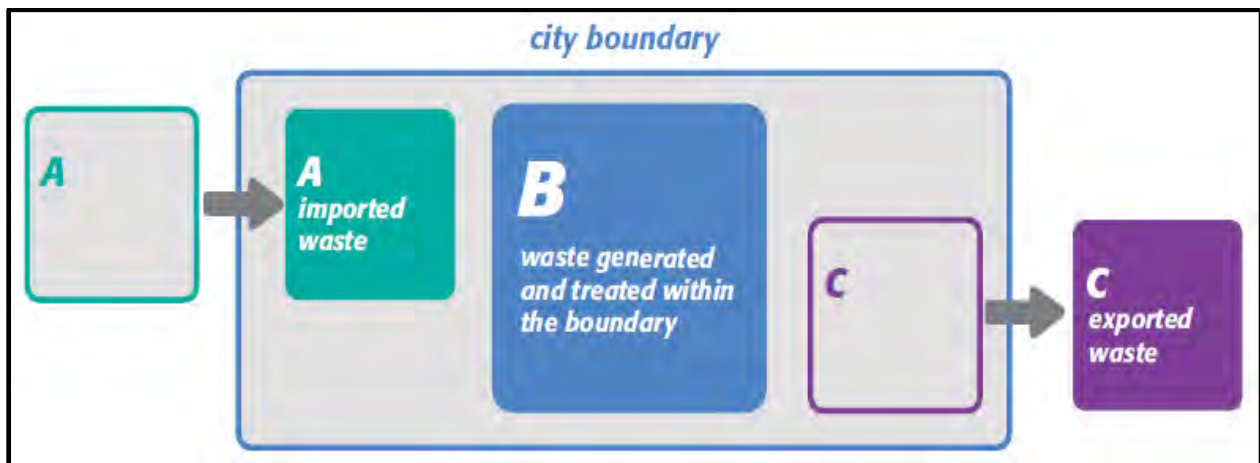 city boundary
A
A
imported
waste
B
waste generated
and treated within
the boundary
C
C
exported
waste